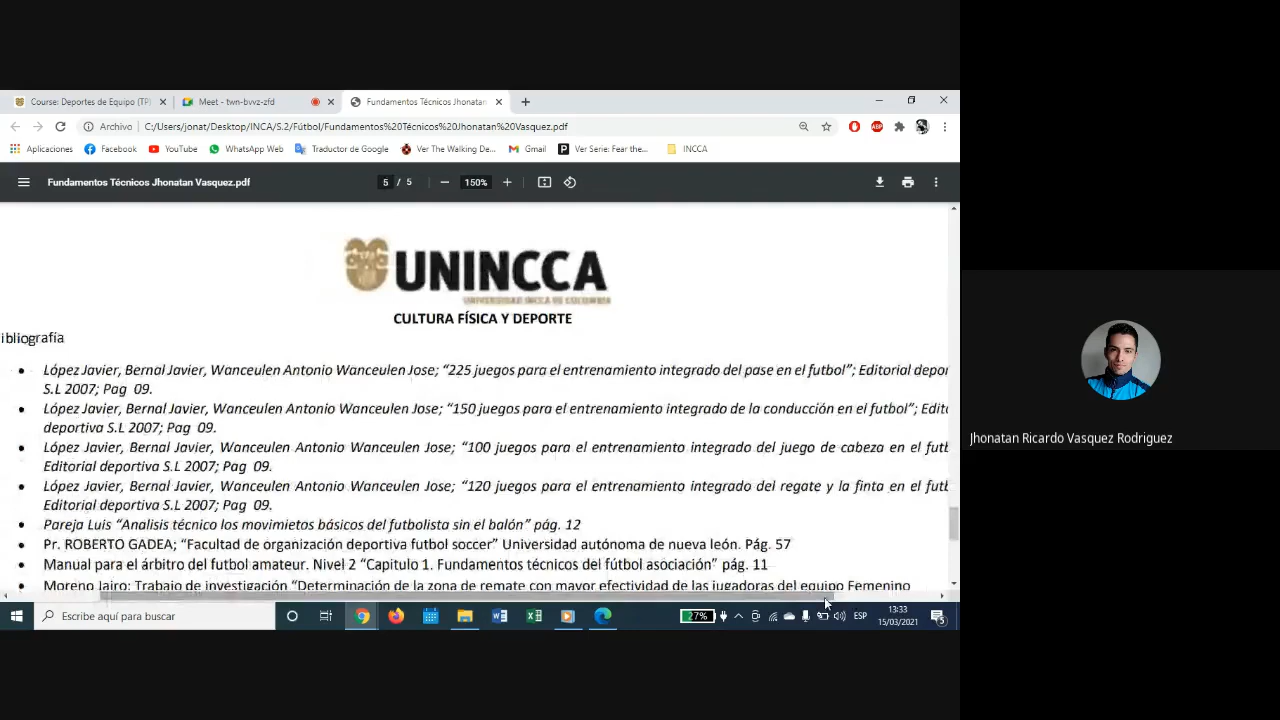 Course: Deportes de Equipo (TP)
Meet - twn-bvvz-zfd
Fundamentos Técnicos Jhonatan
Archivo
C:/Users/jonat/Desktop/INCA/S.2/Fútbol/Fundamentos%20Técnicos%20Jhonatan%20Vasquez.pdf
ABP
Aplicaciones
Facebook
YouTube
WhatsApp Web
Traductor de Google
Ver The Walking De...
Gmail
Ver Serie: Fear the...
INCCA
Fundamentos Técnicos Jhonatan Vasquez.pdf
5 / 5
150%
UNINCCA
UNIVERSIDAD INCCA DE COLOMBIA
CULTURA FÍSICA Y DEPORTE
ibliografía
López Javier, Bernal Javier, Wanceulen Antonio Wanceulen Jose; “225 juegos para el entrenamiento integrado del pase en el futbol”; Editorial depor
S.L 2007; Pag 09.
López Javier, Bernal Javier, Wanceulen Antonio Wanceulen Jose; “150 juegos para el entrenamiento integrado de la conducción en el futbol”; Edito
deportiva S.L 2007; Pag 09.
López Javier, Bernal Javier, Wanceulen Antonio Wanceulen Jose; “100 juegos para el entrenamiento integrado del juego de cabeza en el futb
Editorial deportiva S.L 2007; Pag 09.
López Javier, Bernal Javier, Wanceulen Antonio Wanceulen Jose; “120 juegos para el entrenamiento integrado del regate y la finta en el futb
Editorial deportiva S.L 2007; Pag 09.
Pareja Luis “Analisis técnico los movimietos básicos del futbolista sin el balón” pág. 12
Pr. ROBERTO GADEA; “Facultad de organización deportiva futbol soccer” Universidad autónoma de nueva león. Pág. 57
Manual para el árbitro del futbol amateur. Nivel 2 “Capitulo 1. Fundamentos técnicos del fútbol asociación” pág. 11
Moreno Jairo: Trabajo de investigación “Determinación de la zona de remate con mayor efectividad de las jugadoras del equipo Femenino
Jhonatan Ricardo Vasquez Rodriguez
Escribe aquí para buscar
27%
ESP
13:33
15/03/2021
5